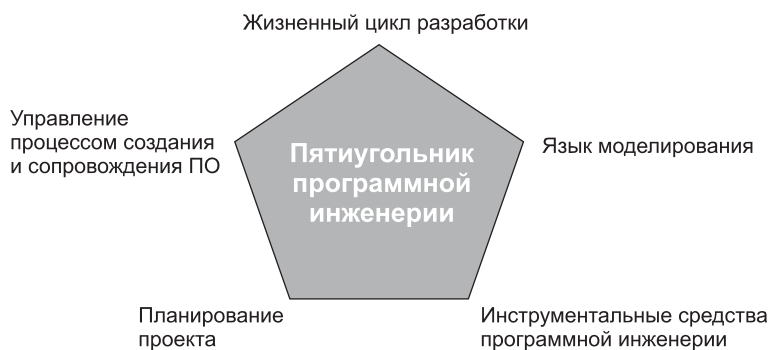 Жизненный цикл разработки
Управление
процессом создания
и сопровождения ПО
Пятиугольник
программной
инженерии
Язык моделирования
Планирование
проекта
Инструментальные средства
программной инженерии